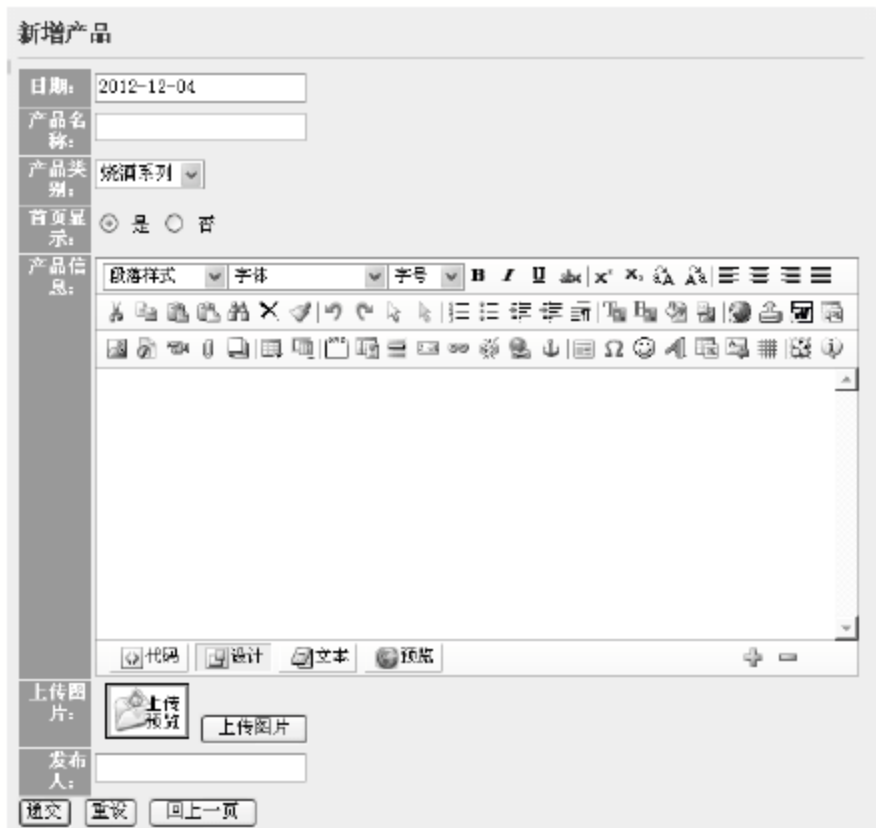 新增产品
日期：
2012-12-04
产品名
称：
产品类
别：
烧酒系列
首页显
示：
是 否
产品信
息：
段落样式 字体 字号 B I U abc x² x₂
代码 设计 文本 预览
上传图
片：
上传
预览
上传图片
发布
人：
递交 重设 回上一页